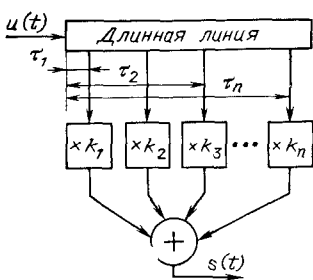 u(t)
Длинная линия
τ1
τ2
τn
×k1 ×k2 ×k3 ••• ×kn
+
s(t)